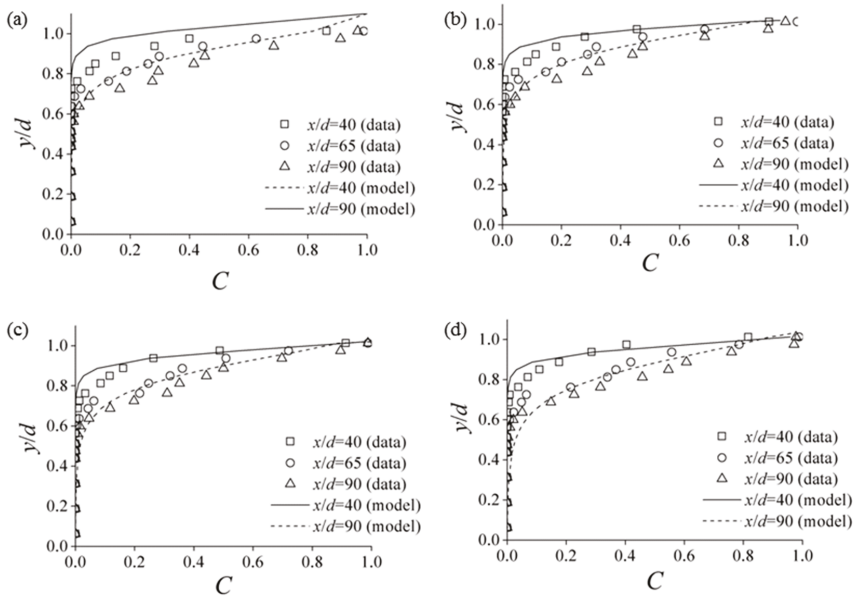 (a)
1.0
0.8
0.6
0.4
0.2
0.0
y/d
0.0 0.2 0.4 0.6 0.8 1.0
C
x/d=40 (data)
x/d=65 (data)
x/d=90 (data)
x/d=40 (model)
x/d=90 (model)
(b)
1.0
0.8
0.6
0.4
0.2
0.0
y/d
0.0 0.2 0.4 0.6 0.8 1.0
C
x/d=40 (data)
x/d=65 (data)
x/d=90 (model)
x/d=40 (model)
x/d=90 (model)
(c)
1.0
0.8
0.6
0.4
0.2
0.0
y/d
0.0 0.2 0.4 0.6 0.8 1.0
C
x/d=40 (data)
x/d=65 (data)
x/d=90 (data)
x/d=40 (model)
x/d=90 (model)
(d)
1.0
0.8
0.6
0.4
0.2
0.0
y/d
0.0 0.2 0.4 0.6 0.8 1.0
C
x/d=40 (data)
x/d=65 (data)
x/d=90 (data)
x/d=40 (model)
x/d=90 (model)